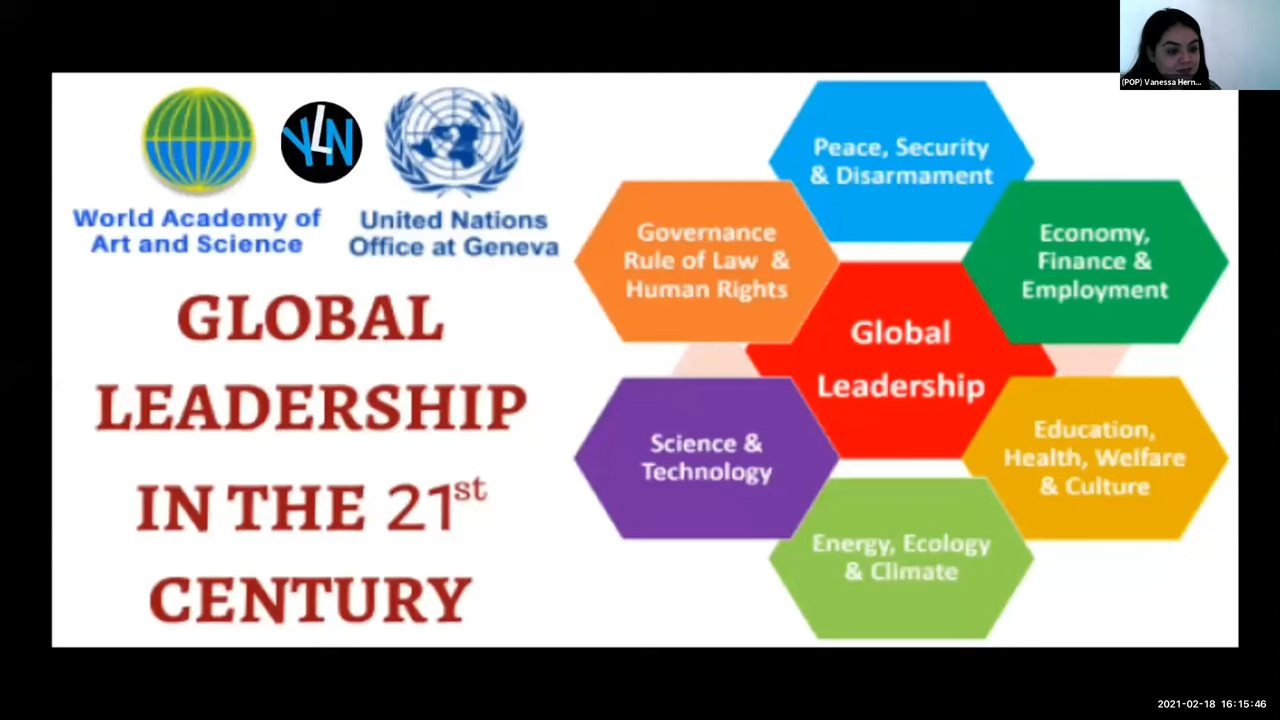 (POP) Vanessa Hern...
YLN
World Academy of
Art and Science
United Nations
Office at Geneva
GLOBAL
LEADERSHIP
IN THE 21st
CENTURY
Peace, Security
& Disarmament
Governance
Rule of Law &
Human Rights
Economy,
Finance &
Employment
Global
Leadership
Science &
Technology
Education,
Health, Welfare
& Culture
Energy, Ecology
& Climate
2021-02-18 16:15:46